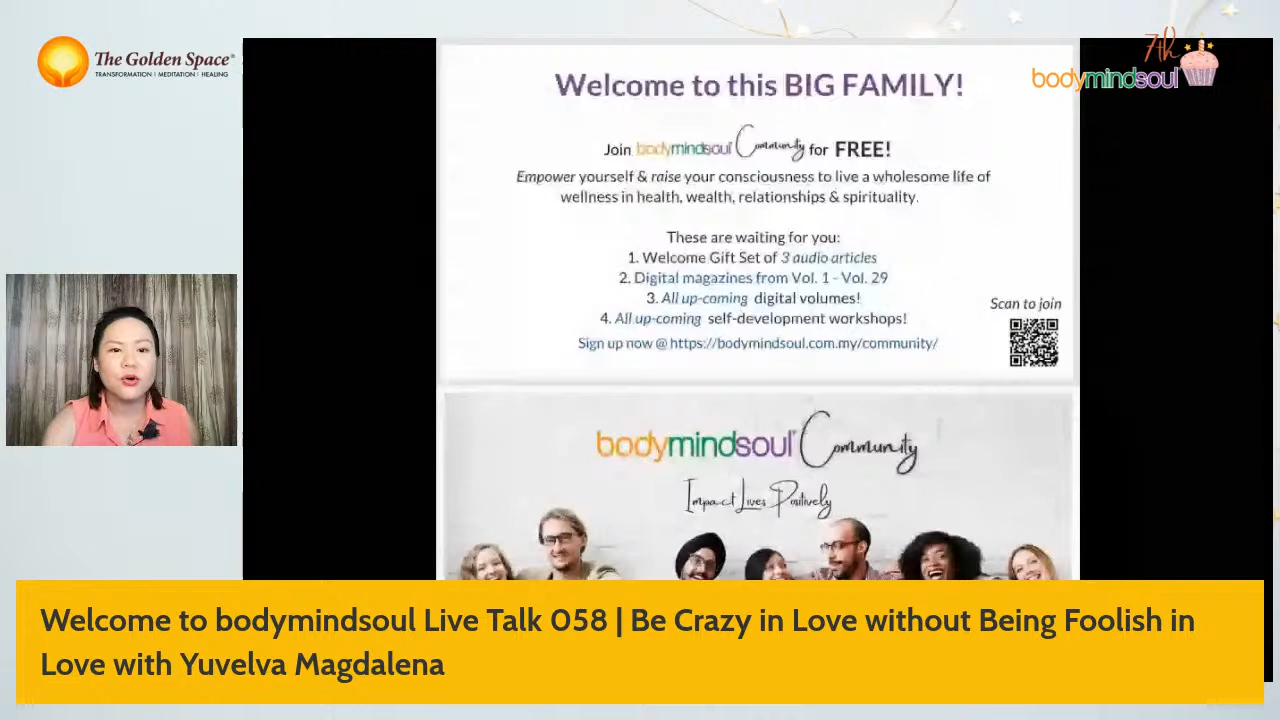 The Golden Space®
TRANSFORMATION | MEDITATION | HEALING
7th
bodymindsoul
Welcome to this BIG FAMILY!
Join bodymindsoul Community for FREE!
Empower yourself & raise your consciousness to live a wholesome life of
wellness in health, wealth, relationships & spirituality.
These are waiting for you:
1. Welcome Gift Set of 3 audio articles
2. Digital magazines from Vol. 1 - Vol. 29
3. All up-coming digital volumes!
4. All up-coming self-development workshops!
Scan to join
Sign up now @ https://bodymindsoul.com.my/community/
bodymindsoul Community
Impact Lives Positively
Welcome to bodymindsoul Live Talk 058 | Be Crazy in Love without Being Foolish in
Love with Yuvelva Magdalena